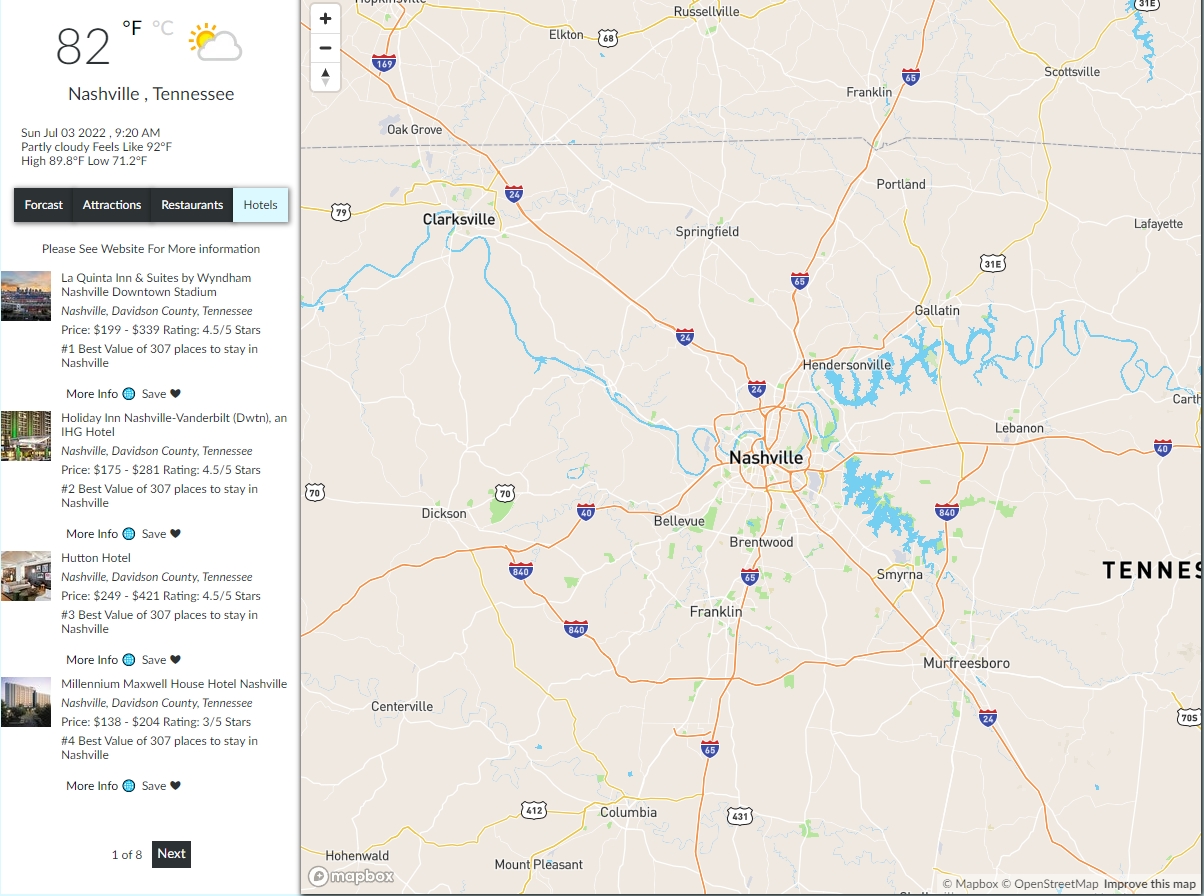 82 °F °C
Nashville , Tennessee
Sun Jul 03 2022 , 9:20 AM
Partly cloudy Feels Like 92°F
High 89.8°F Low 71.2°F
Forcast Attractions Restaurants Hotels
Please See Website For More information
La Quinta Inn & Suites by Wyndham
Nashville Downtown Stadium
Nashville, Davidson County, Tennessee
Price: $199 - $339 Rating: 4.5/5 Stars
#1 Best Value of 307 places to stay in
Nashville
More Info Save
Holiday Inn Nashville-Vanderbilt (Dwtn), an
IHG Hotel
Nashville, Davidson County, Tennessee
Price: $175 - $281 Rating: 4.5/5 Stars
#2 Best Value of 307 places to stay in
Nashville
More Info Save
Hutton Hotel
Nashville, Davidson County, Tennessee
Price: $249 - $421 Rating: 4.5/5 Stars
#3 Best Value of 307 places to stay in
Nashville
More Info Save
Millennium Maxwell House Hotel Nashville
Nashville, Davidson County, Tennessee
Price: $138 - $204 Rating: 3/5 Stars
#4 Best Value of 307 places to stay in
Nashville
More Info Save
1 of 8 Next
+
−
Hopkinsville
Russellville
31E
Elkton
68
169
65
Scottsville
Franklin
Oak Grove
Portland
24
79
Clarksville
Springfield
Lafayette
31E
65
Gallatin
24
Hendersonville
24
Carth
Lebanon
40
Nashville
70
70
Dickson
40
840
Bellevue
Brentwood
840
65
Smyrna
TENNES
Franklin
840
Murfreesboro
Centerville
24
70S
65
412
Columbia
431
Hohenwald
Mount Pleasant
mapbox
© Mapbox © OpenStreetMap Improve this map